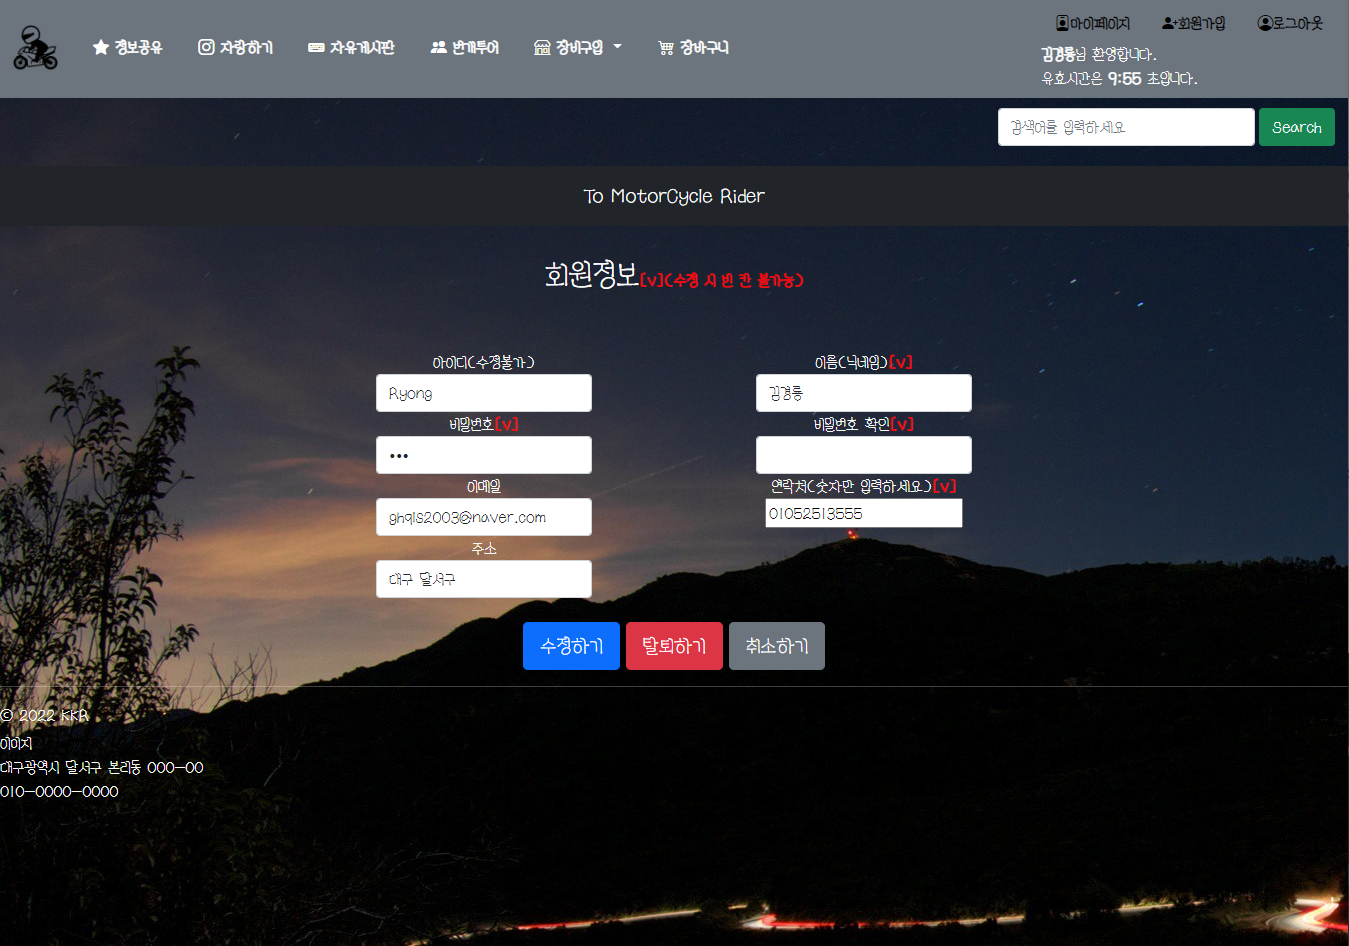 마이페이지 회원가입 로그아웃
정보공유 자랑하기 자유게시판 번개투어 장비구입 장바구니
김경룡님 환영합니다.
유효시간은 9:55 초입니다.
검색어를 입력하세요 Search
To MotorCycle Rider
회원정보[v](수정 시 빈 칸 불가능)
아이디(수정불가) 이름(닉네임)[v]
Ryong 김경룡
비밀번호[v] 비밀번호 확인[v]
•••
이메일 연락처(숫자만 입력하세요)[v]
ghqls2003@naver.com 01052513555
주소
대구 달서구
수정하기 탈퇴하기 취소하기
© 2022 KKR
이이지
대구광역시 달서구 본리동 000-00
010-0000-0000